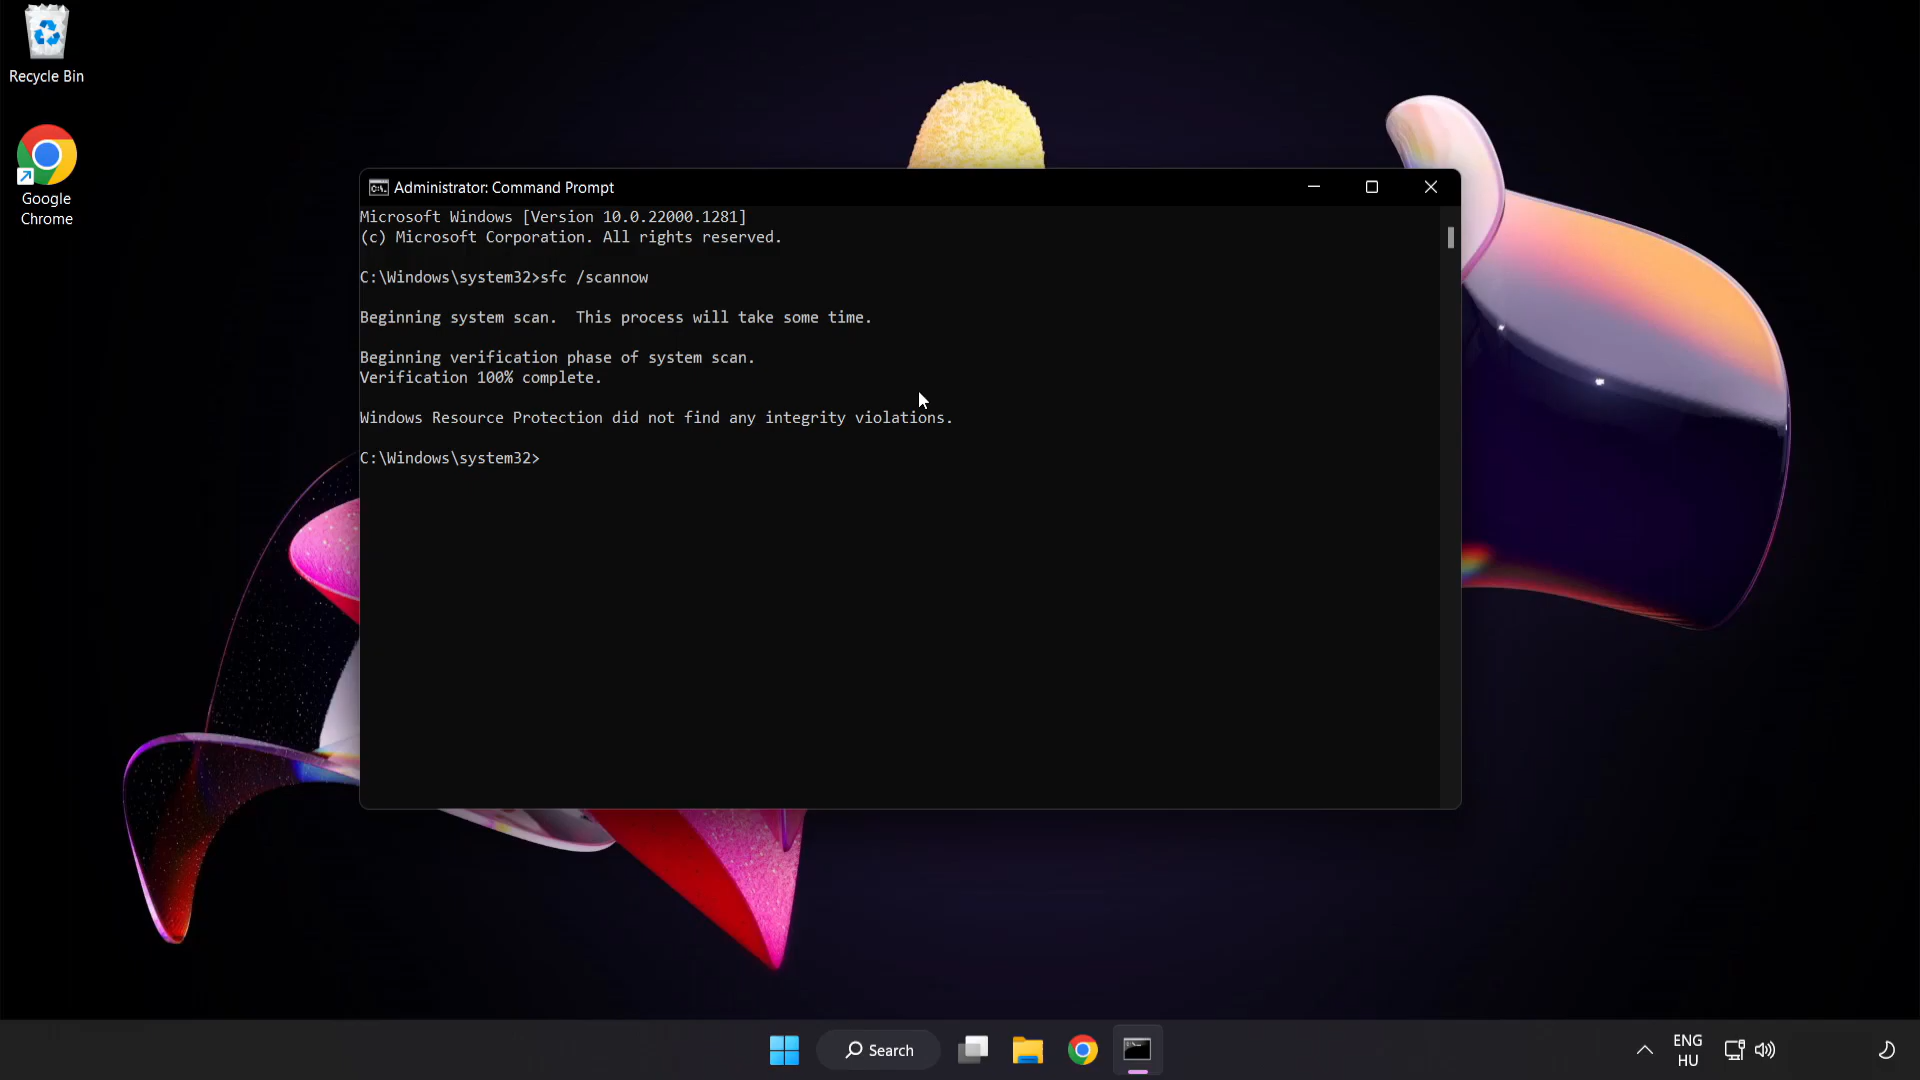 Recycle Bin
Google
Chrome
Administrator: Command Prompt
Microsoft Windows [Version 10.0.22000.1281]
(c) Microsoft Corporation. All rights reserved.
C:\Windows\system32>sfc /scannow
Beginning system scan.  This process will take some time.
Beginning verification phase of system scan.
Verification 100% complete.
Windows Resource Protection did not find any integrity violations.
C:\Windows\system32>
Search
ENG
HU